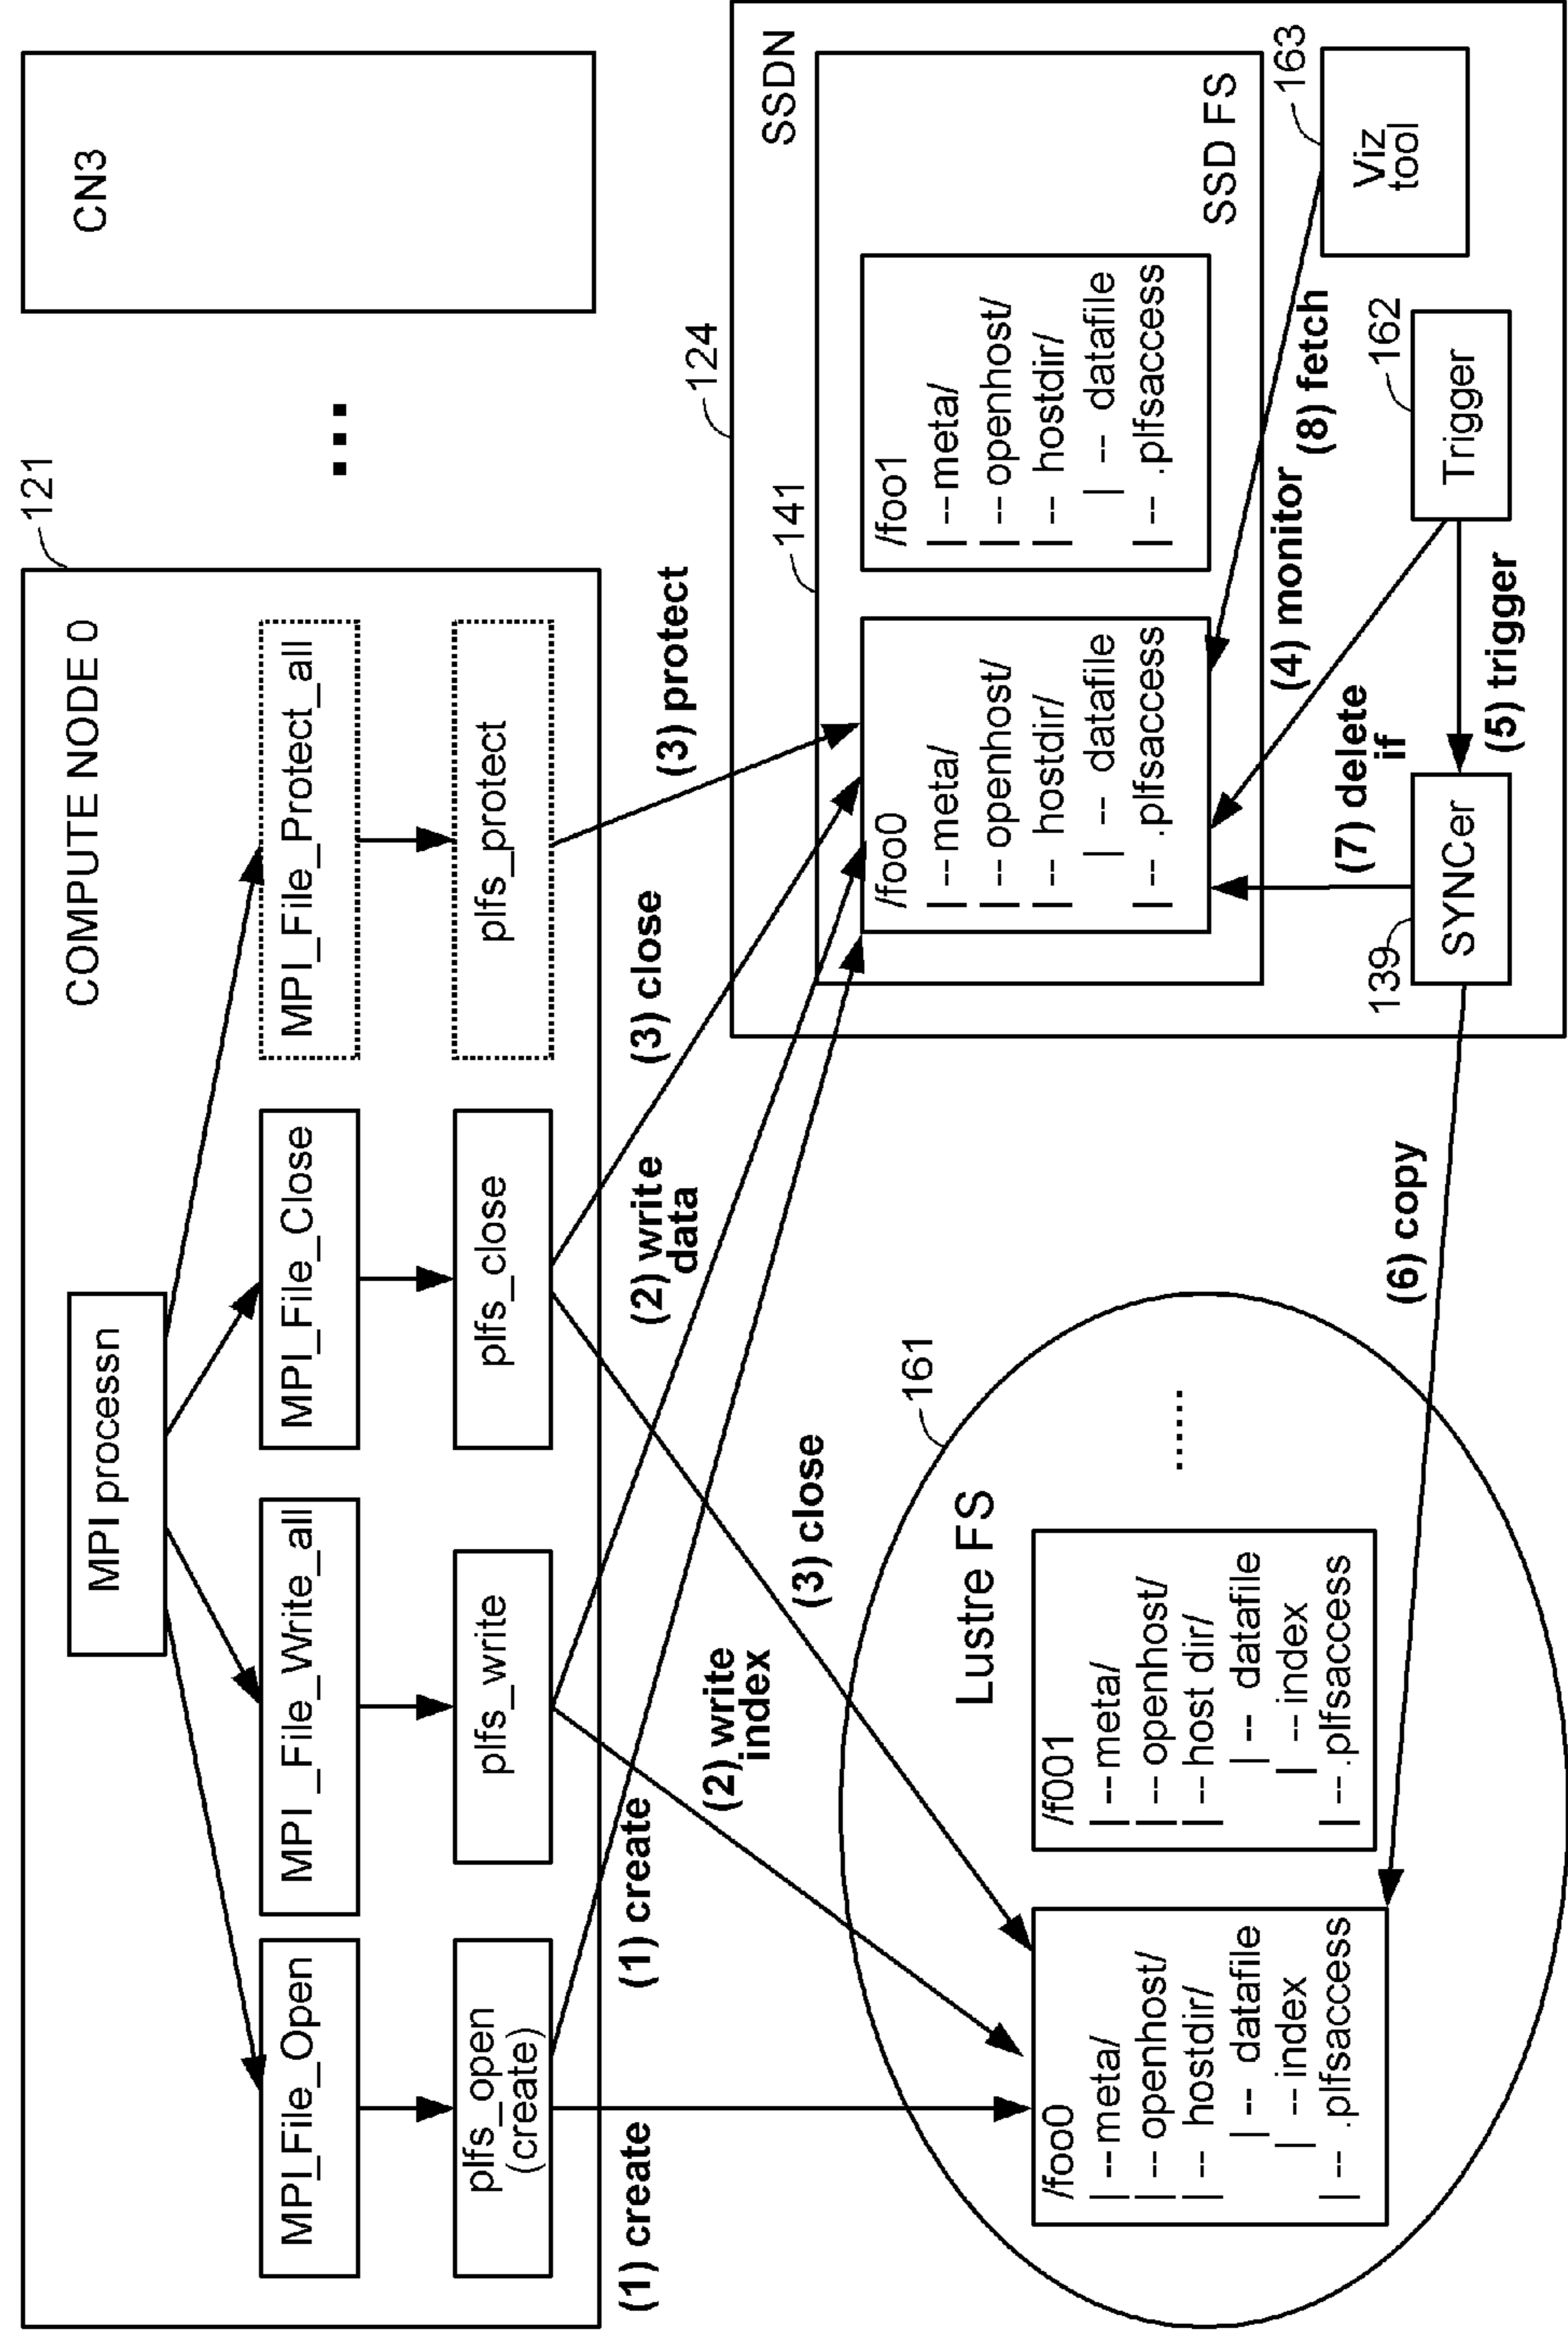 COMPUTE NODE 0
121
CN3
MPI processn
MPI_File_Open
MPI_File_Write_all
MPI_File_Close
MPI_File_Protect_all
...
plfs_open
(create)
plfs_write
plfs_close
plfs_protect
(1) create
(1) create
(2) write
data
(3) close
(3) protect
(2) write
index
(3) close
124
SSDN
141
/foo0
|--meta/
|-- openhost/
|-- hostdir/
|-- datafile
|-- .plfsaccess
/foo1
|--meta/
|-- openhost/
|-- hostdir/
|-- datafile
|-- .plfsaccess
SSD FS
161
Lustre FS
/foo0
|--meta/
|-- openhost/
|-- hostdir/
|-- datafile
|--index
|-- .plfsaccess
/f001
|--meta/
|-- openhost/
|-- host dir/
|-- datafile
|--index
|-- .plfsaccess
.......
(4) monitor
(8) fetch
163
(7) delete
if
139
162
SYNCer
Trigger
Viz
tool
(5) trigger
(6) copy